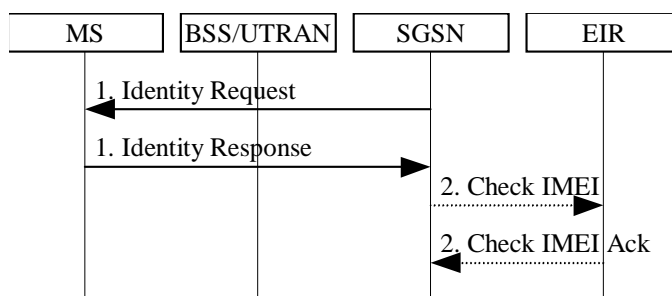 MS BSS/UTRAN SGSN EIR
1. Identity Request
1. Identity Response
2. Check IMEI
2. Check IMEI Ack